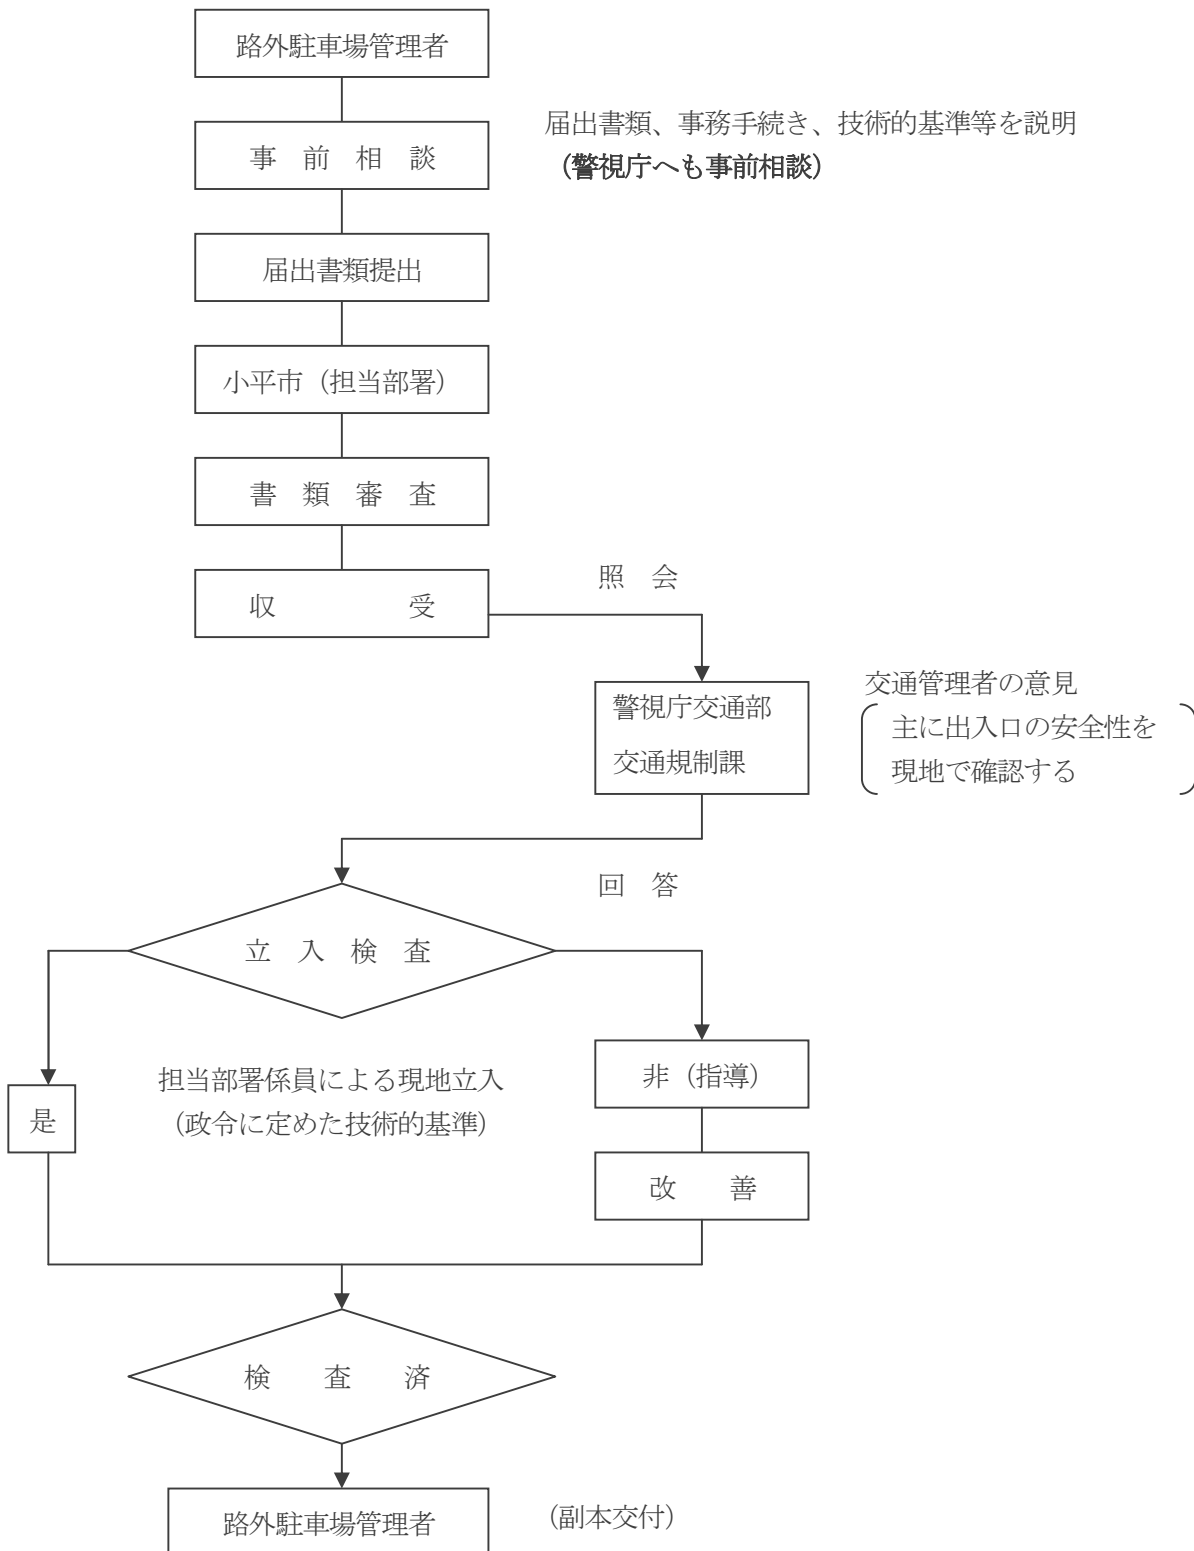 路外駐車場管理者
事　前　相　談
届出書類、事務手続き、技術的基準等を説明
（警視庁へも事前相談）
届出書類提出
小平市（担当部署）
書　類　審　査
収　　　　　受
照　会
警視庁交通部
交通規制課
交通管理者の意見
主に出入口の安全性を
現地で確認する
回　答
立　入　検　査
担当部署係員による現地立入
（政令に定めた技術的基準）
是
非（指導）
改　　善
検　　査　　済
路外駐車場管理者
（副本交付）